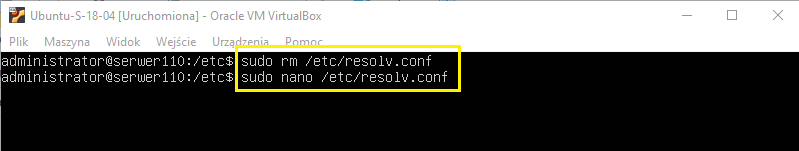 Ubuntu-S-18-04 [Uruchomiona] - Oracle VM VirtualBox
Plik Maszyna Widok Wejście Urządzenia Pomoc
administrator@serwer110:/etc$ sudo rm /etc/resolv.conf
administrator@serwer110:/etc$ sudo nano /etc/resolv.conf